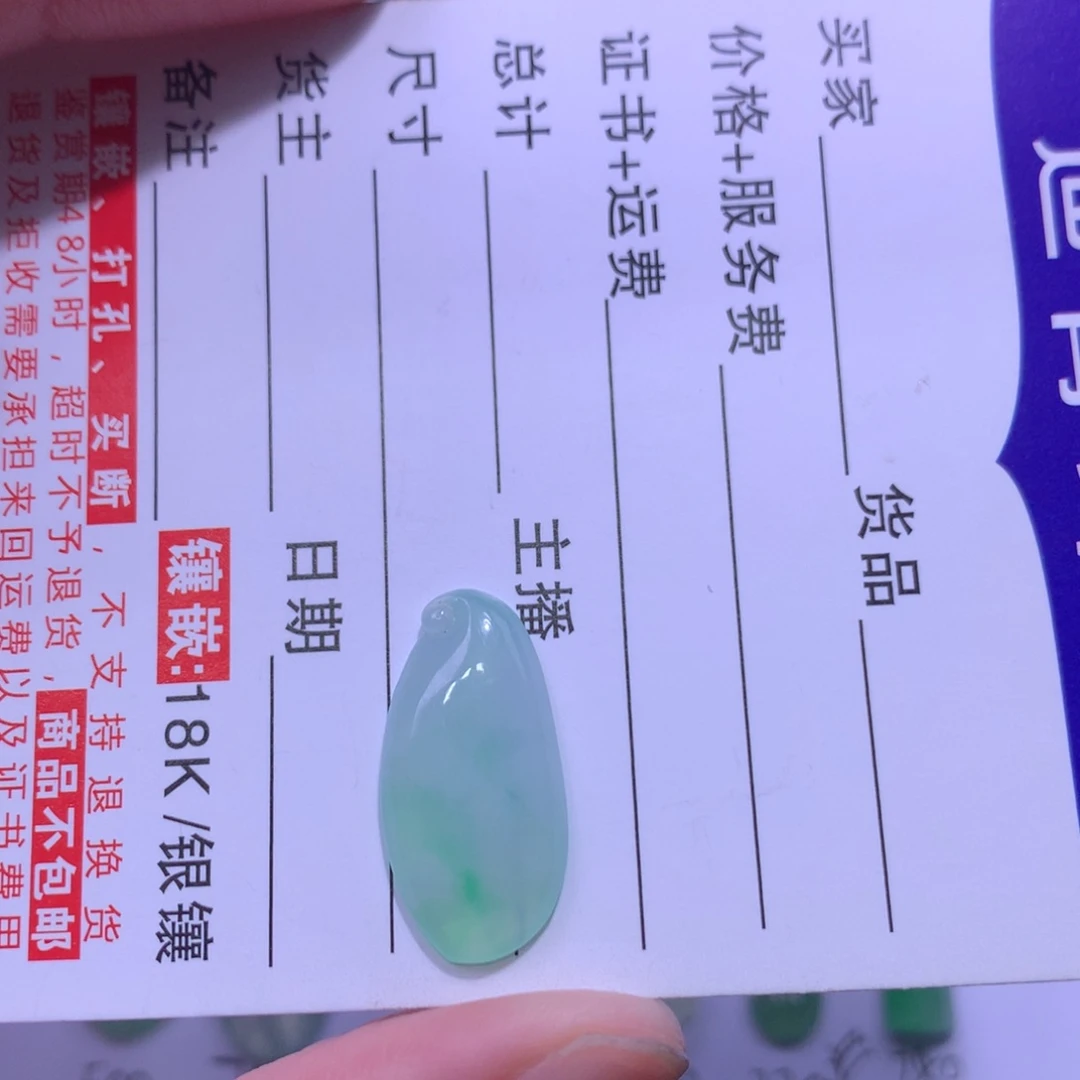 买家 货品
价格+服务费
证书+运费
总计 主播
尺寸
货主 日期
备注 镶嵌:18K/银镶
镶嵌、打孔、买断,不支持退换货
鉴赏期48小时,超时不予退货,商品不包邮
退货及拒收需要承担来回运费以及证书费用